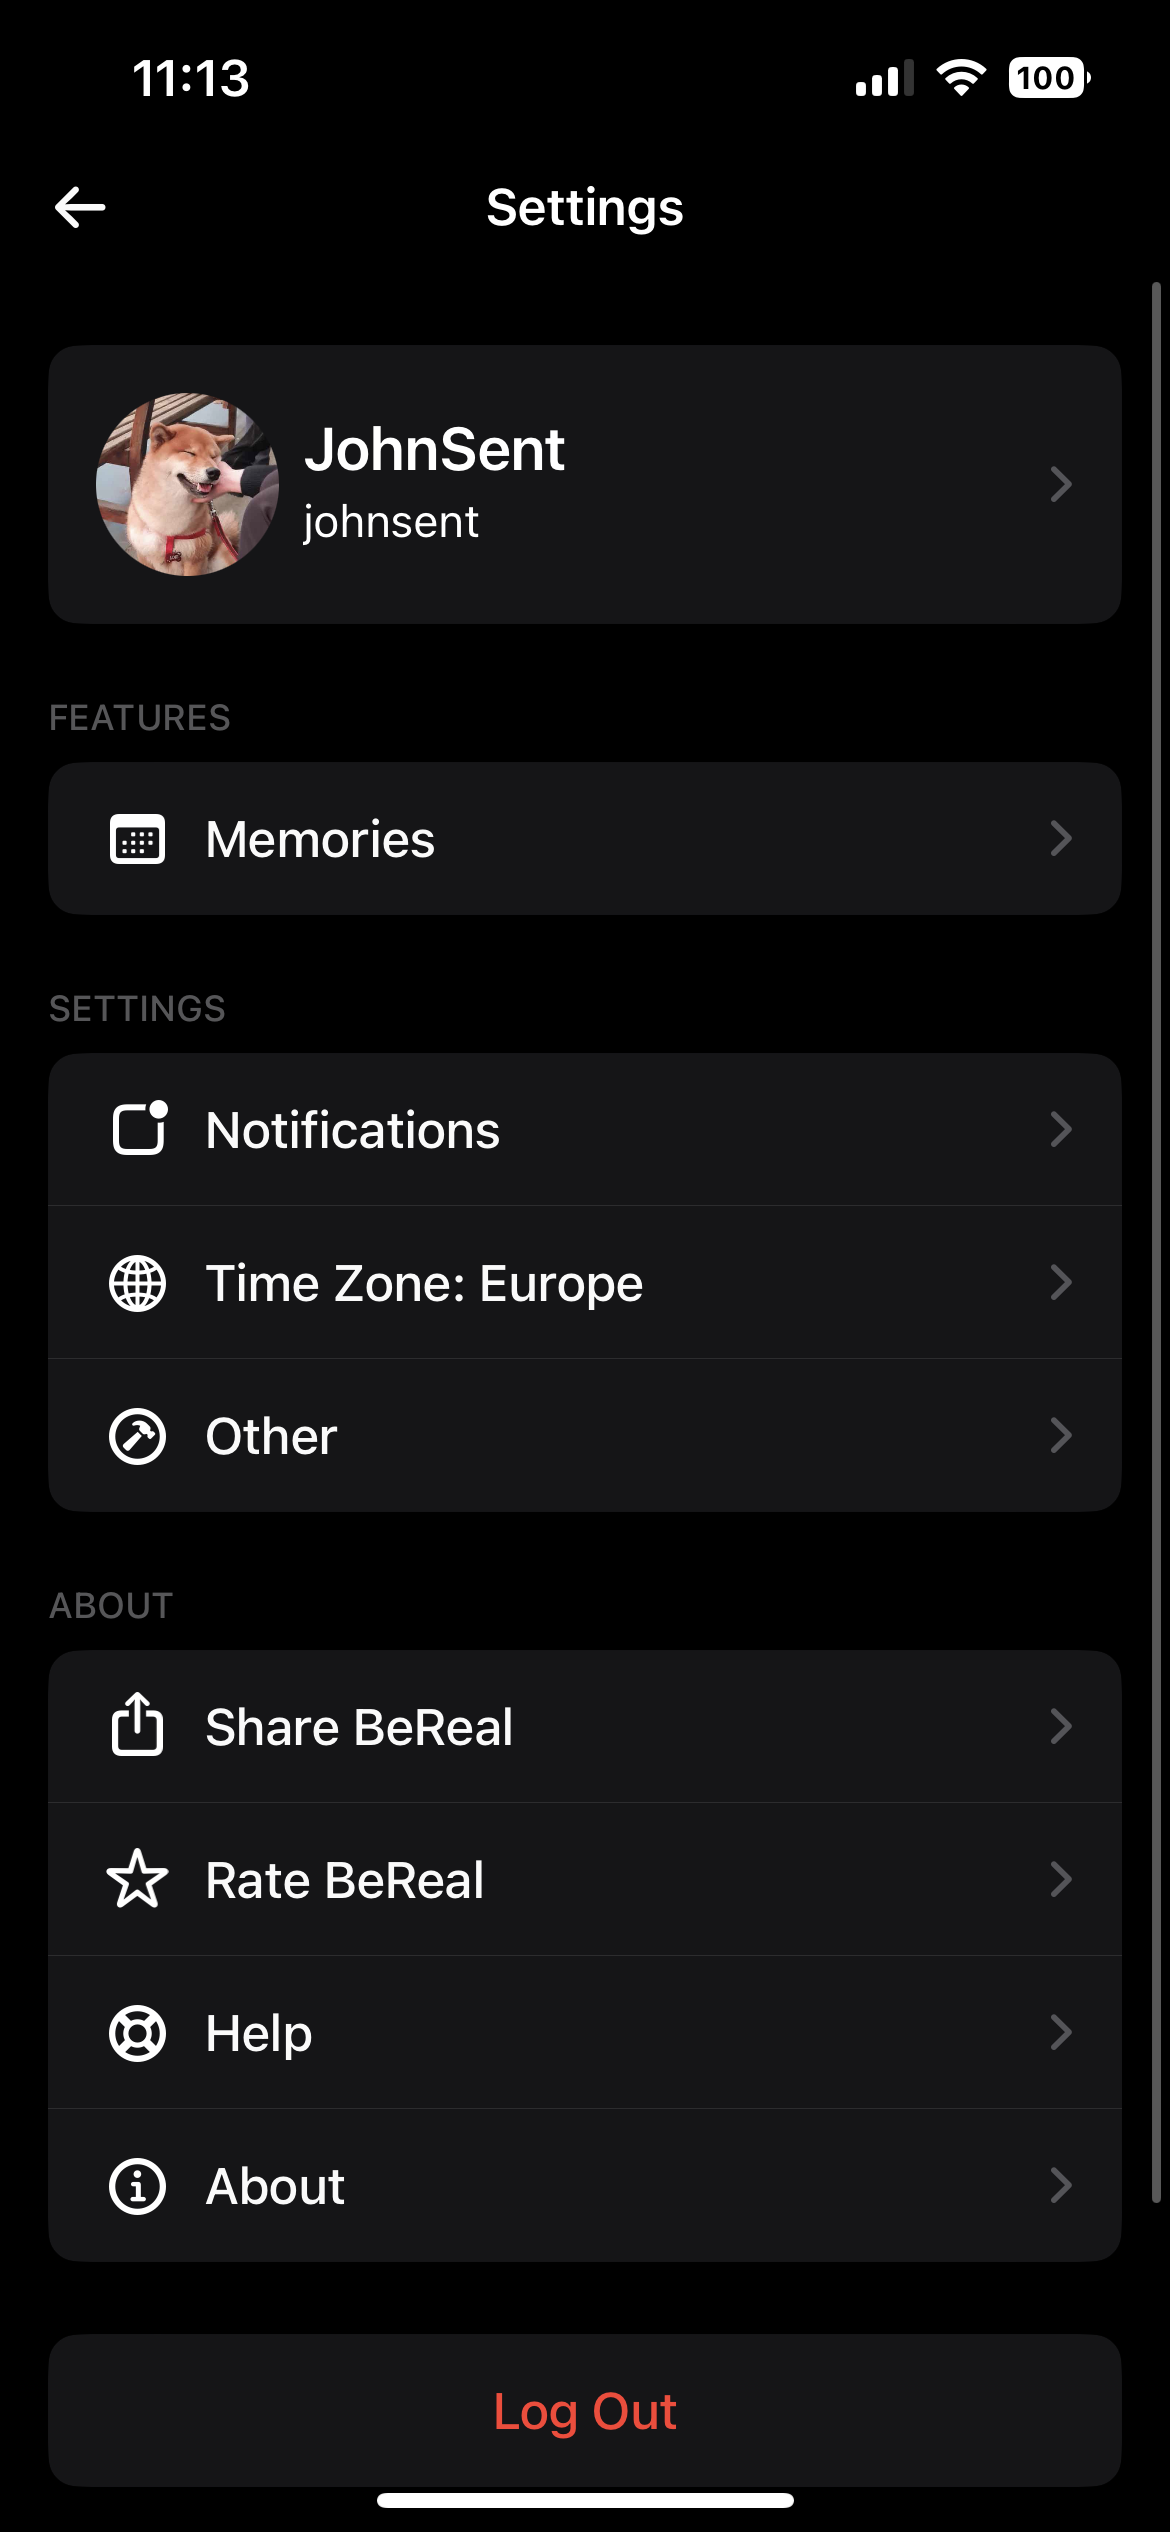 11:13
100
Settings
JohnSent
johnsent
FEATURES
Memories
SETTINGS
Notifications
Time Zone: Europe
Other
ABOUT
Share BeReal
Rate BeReal
Help
About
Log Out